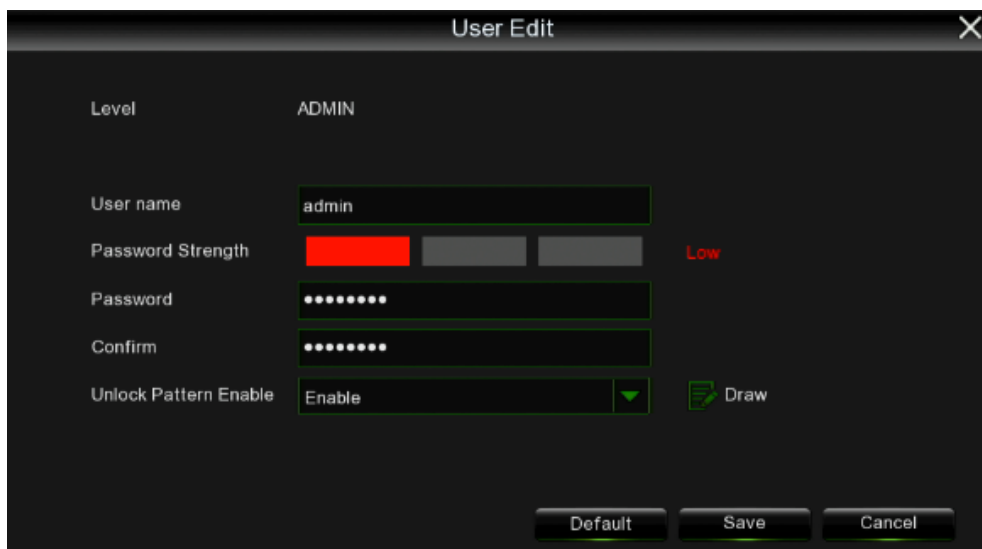 User Edit
Level ADMIN
User name admin
Password Strength Low
Password ••••••••
Confirm ••••••••
Unlock Pattern Enable Enable Draw
Default Save Cancel